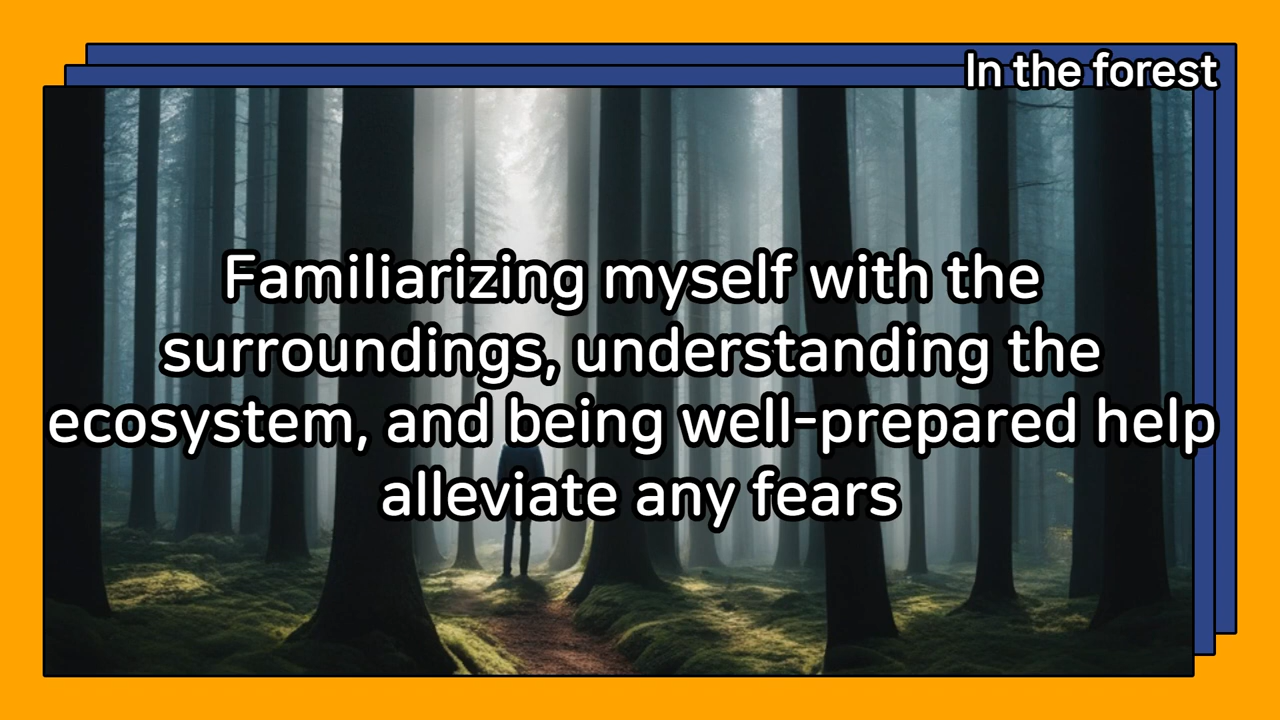 In the forest
Familiarizing myself with the
surroundings, understanding the
ecosystem, and being well-prepared help
alleviate any fears